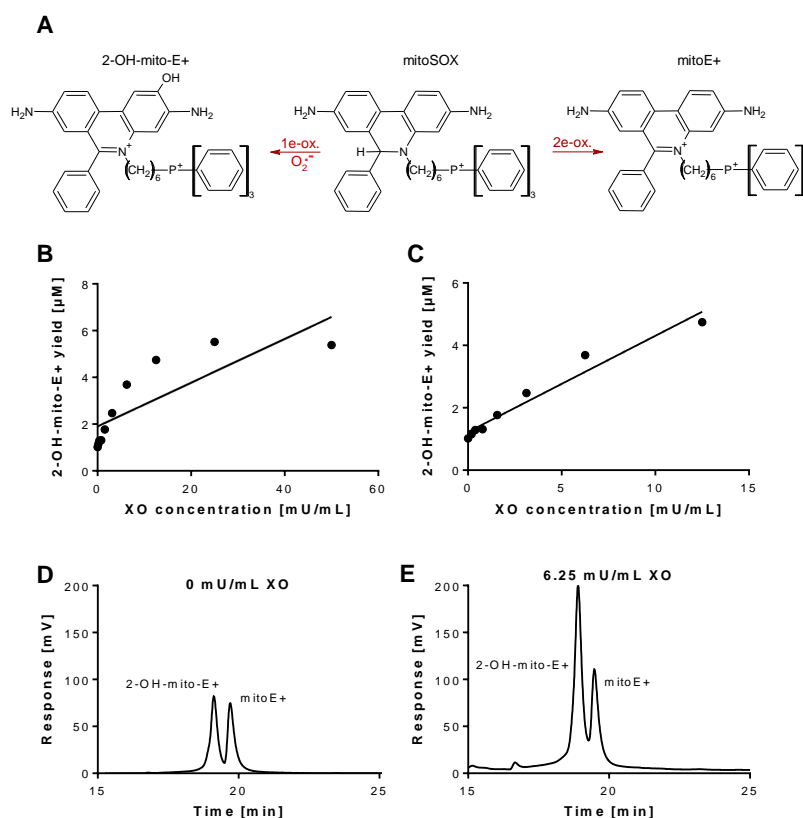 A
2-OH-mito-E+ mitoSOX mitoE+
OH
H₂N NH₂ NH₂ NH₂ H₂N NH₂
1e-ox. 2e-ox.
O₂•⁻
N⁺ H N N⁺
(CH₂)₆—P⁺ [ ]₃ (CH₂)₆—P⁺ [ ]₃ (CH₂)₆—P⁺
B
2-OH-mito-E+ yield [µM]
8
6
4
2
0
0 20 40 60
XO concentration [mU/mL]
C
2-OH-mito-E+ yield [µM]
6
4
2
0
0 5 10 15
XO concentration [mU/mL]
D
0 mU/mL XO
Response [mV]
200
150
100
50
0
2-OH-mito-E+
mitoE+
15 20 25
Time [min]
E
6.25 mU/mL XO
Response [mV]
200
150
100
50
0
2-OH-mito-E+
mitoE+
15 20 25
Time [min]